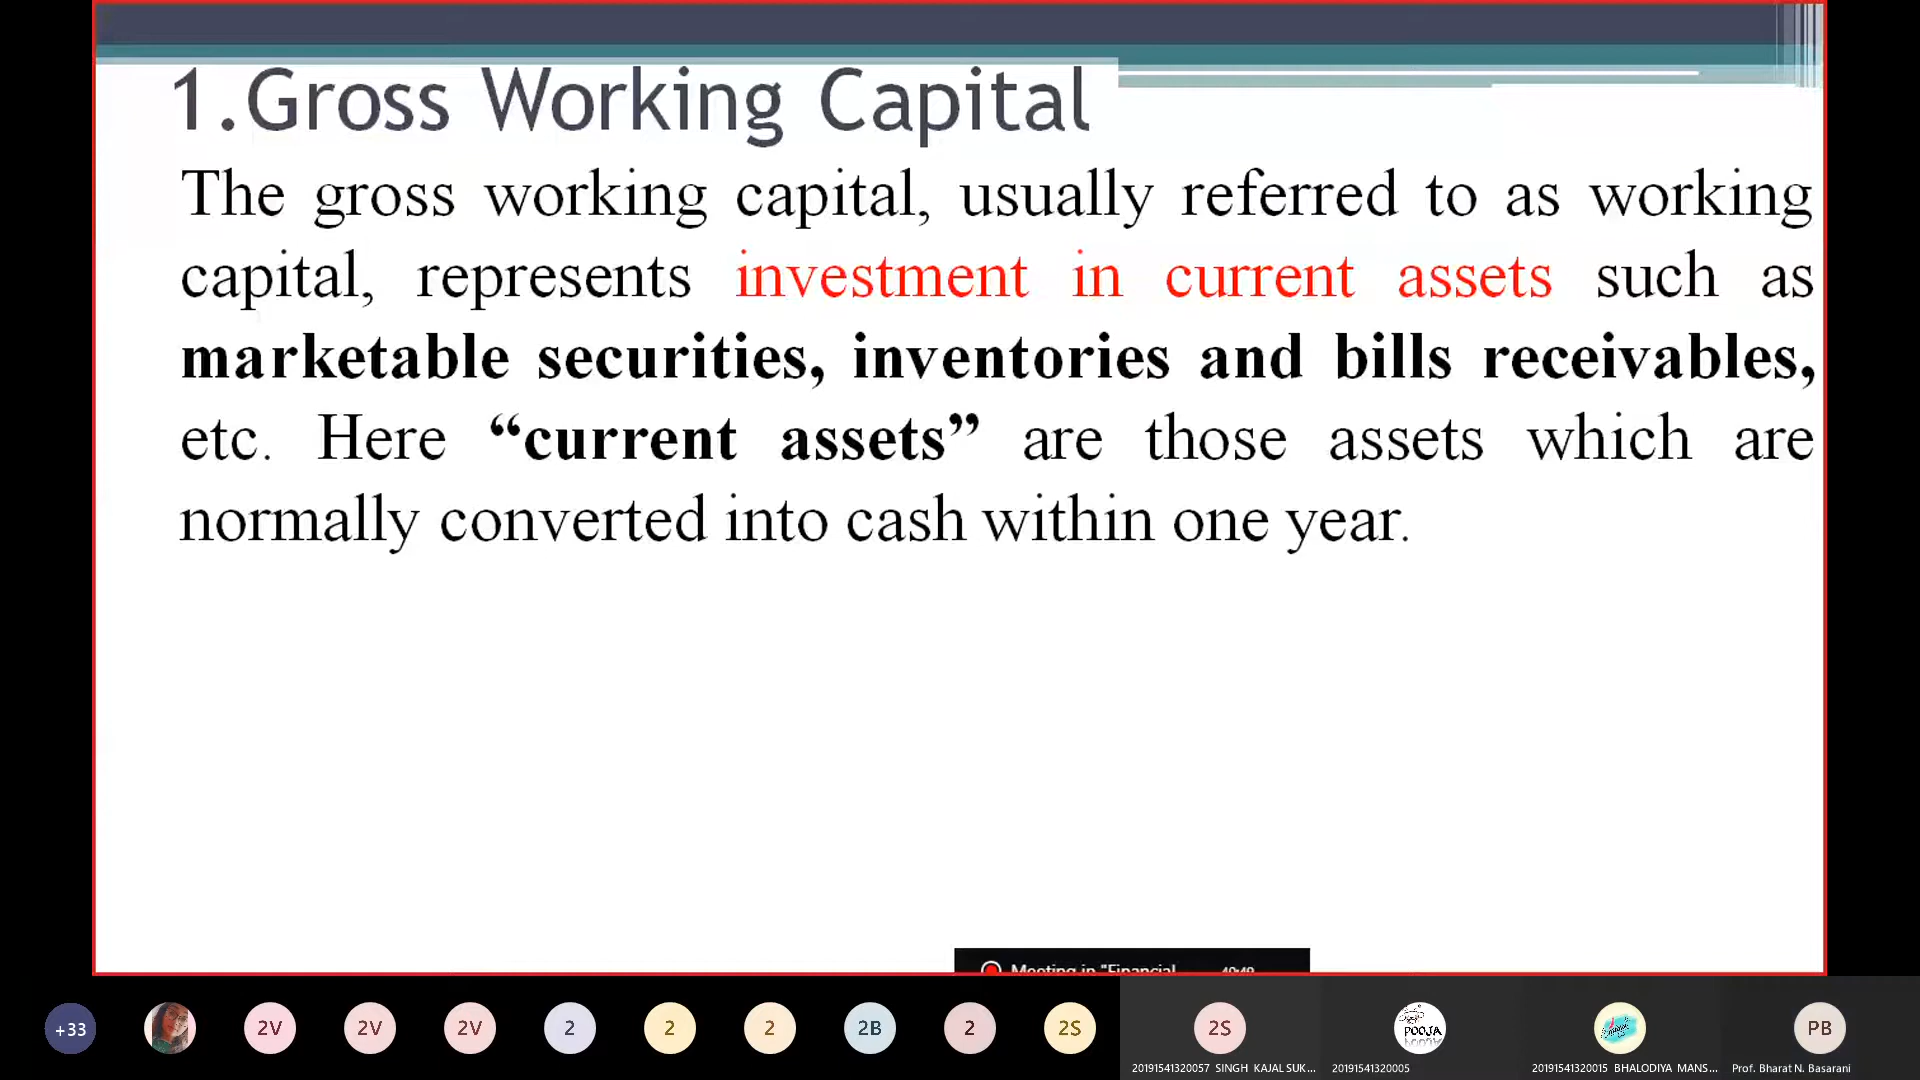 1.Gross Working Capital
The gross working capital, usually referred to as working
capital, represents investment in current assets such as
marketable securities, inventories and bills receivables,
etc. Here “current assets” are those assets which are
normally converted into cash within one year.
Meeting in "Financial 40:49
+33 2V 2V 2V 2 2 2 2B 2 2S 2S POOJA PB
20191541320057 SINGH KAJAL SUK... 20191541320005 20191541320015 BHALODIYA MANS... Prof. Bharat N. Basarani